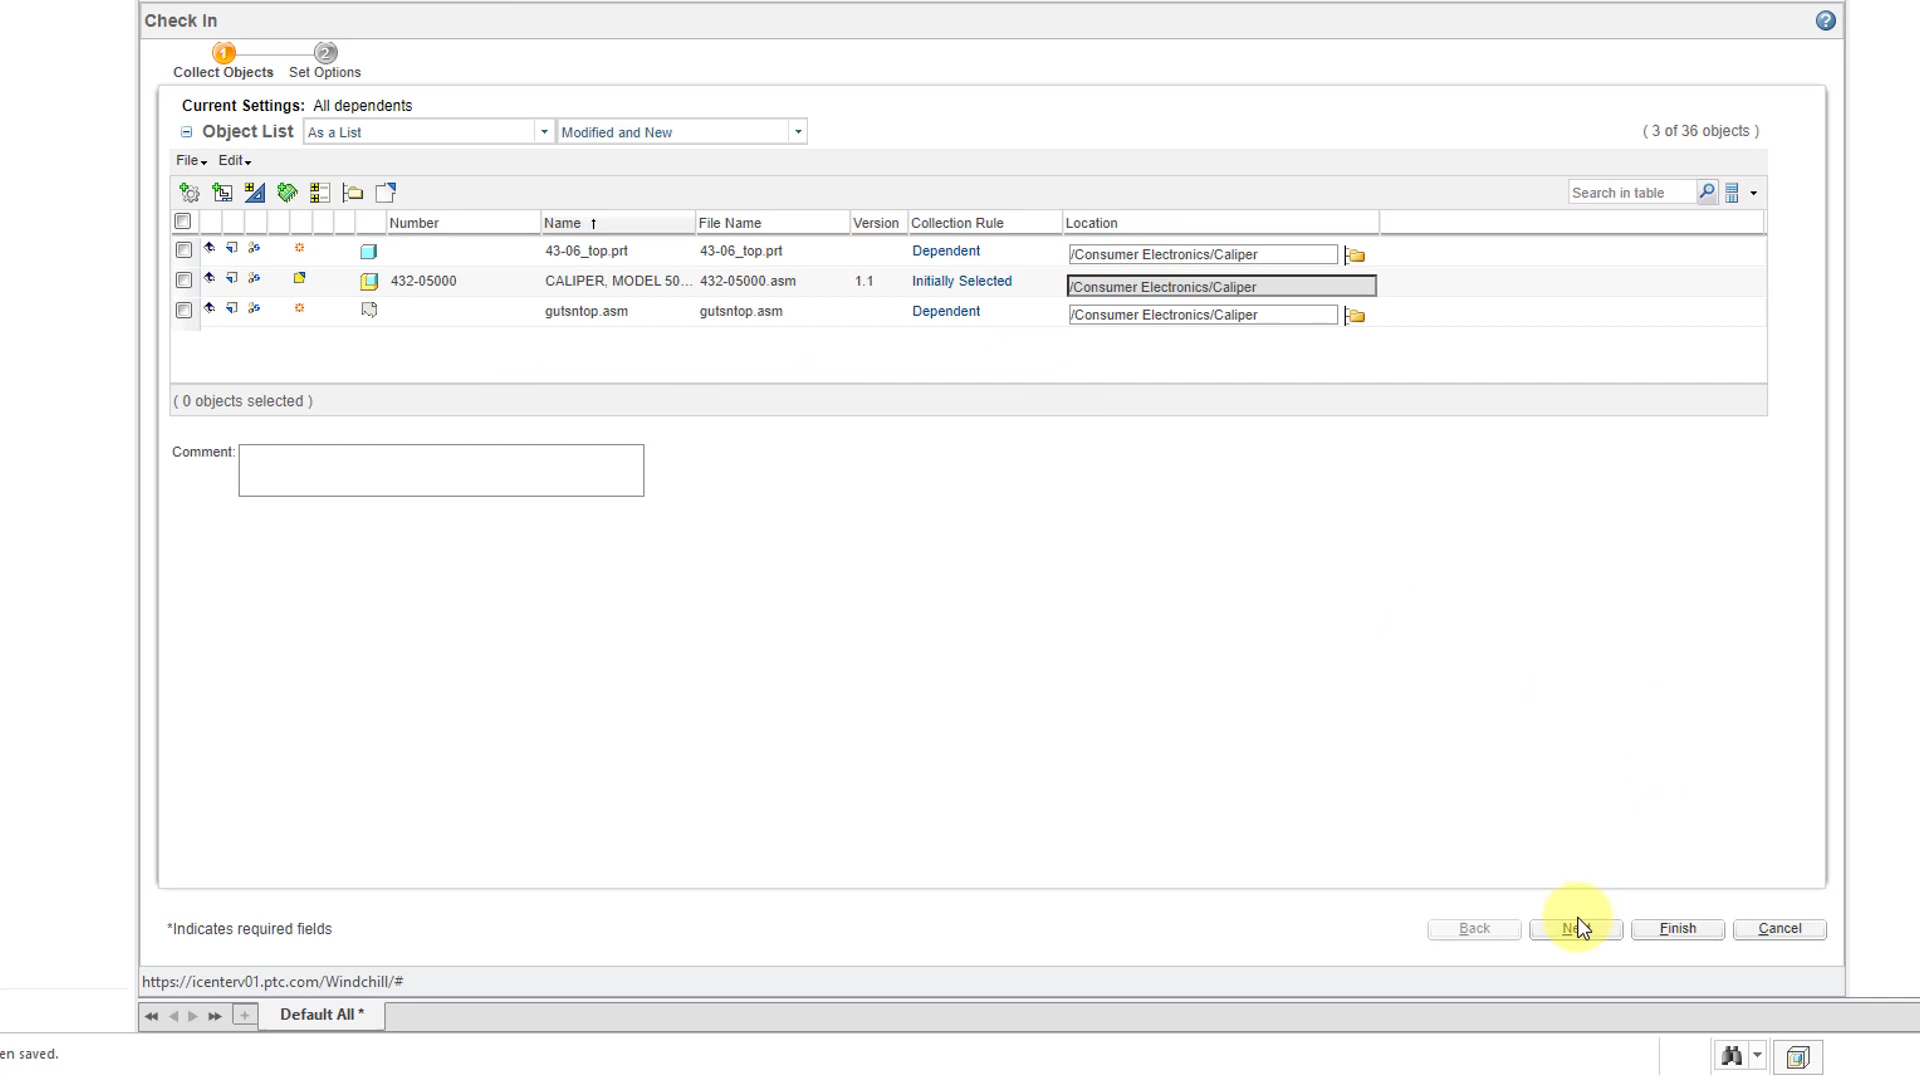 Check In
1 2
Collect Objects Set Options
Current Settings: All dependents
Object List As a List Modified and New ( 3 of 36 objects )
File Edit
Search in table
Number Name ↑ File Name Version Collection Rule Location
43-06_top.prt 43-06_top.prt Dependent /Consumer Electronics/Caliper
432-05000 CALIPER, MODEL 50... 432-05000.asm 1.1 Initially Selected /Consumer Electronics/Caliper
gutsntop.asm gutsntop.asm Dependent /Consumer Electronics/Caliper
( 0 objects selected )
Comment:
*Indicates required fields
Back Finish Cancel
https://icenterv01.ptc.com/Windchill/#
Default All *
en saved.